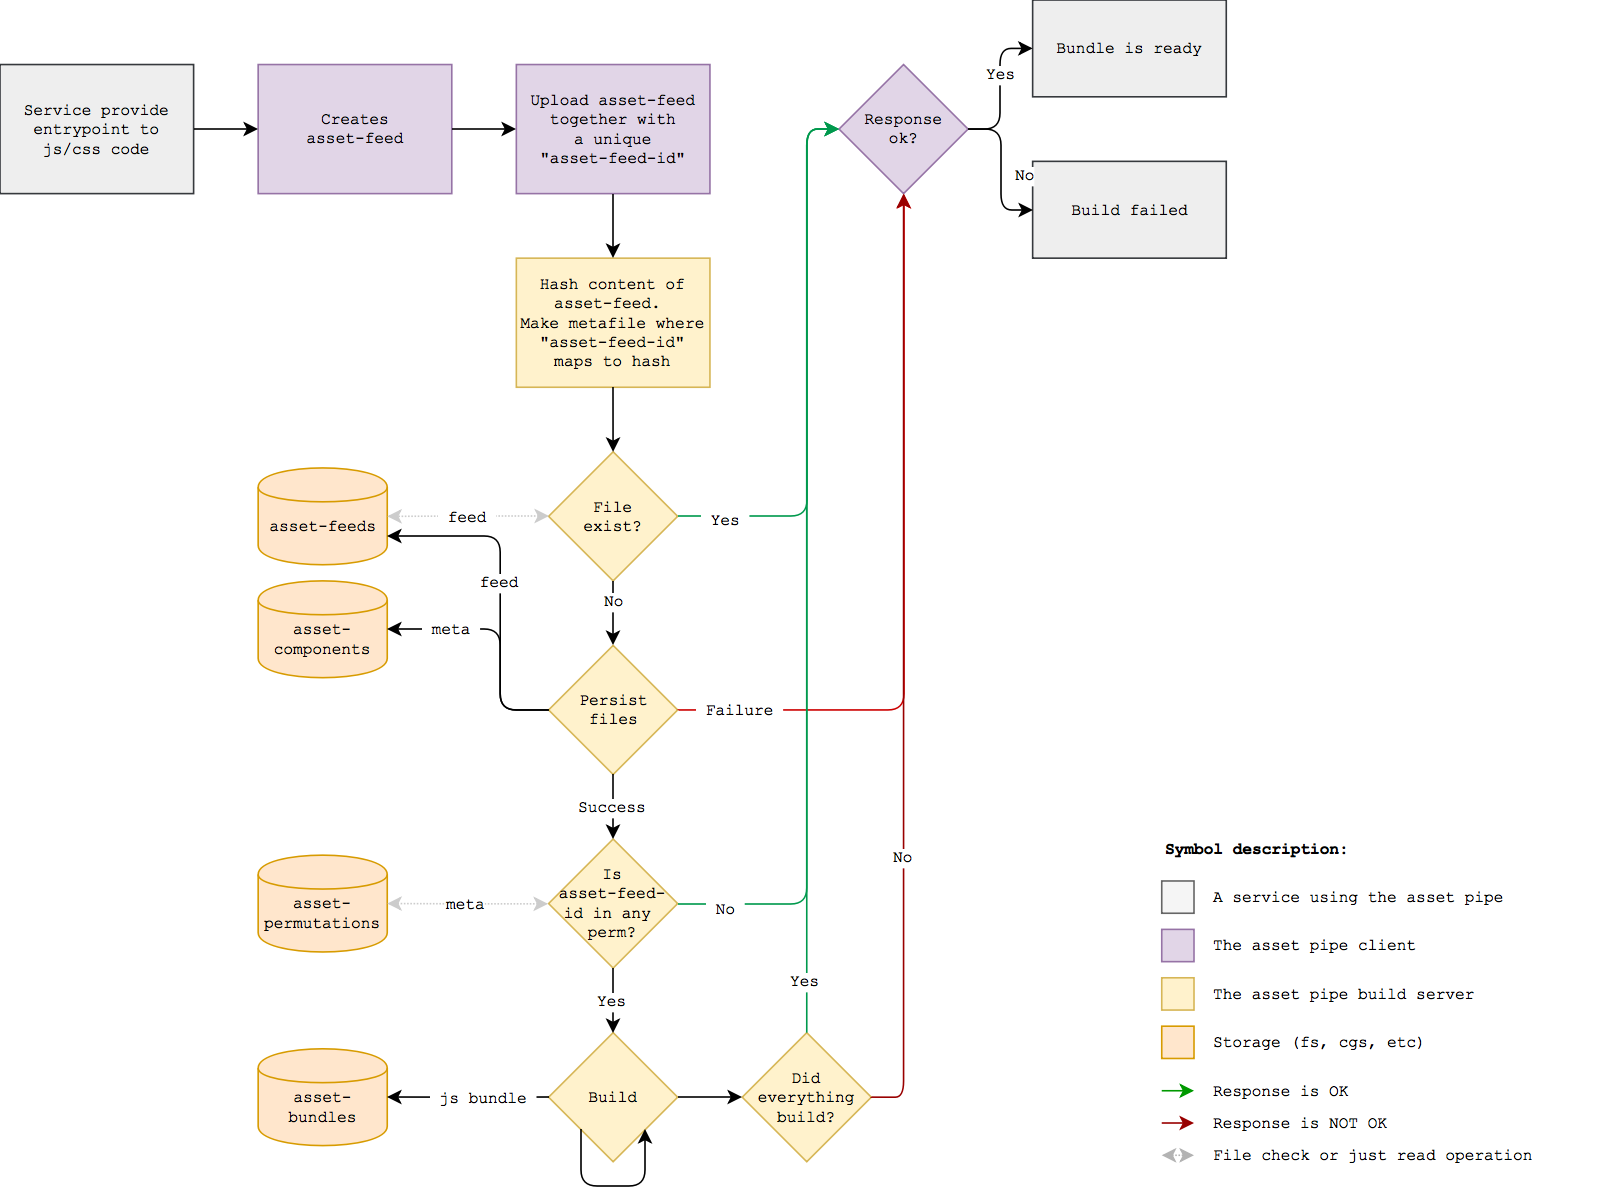 Service provide
entrypoint to
js/css code
Creates
asset-feed
Upload asset-feed
together with
a unique
"asset-feed-id"
Response
ok?
Yes
Bundle is ready
No
Build failed
Hash content of
asset-feed.
Make metafile where
"asset-feed-id"
maps to hash
asset-feeds
feed
File
exist?
Yes
feed
No
asset-
components
meta
Persist
files
Failure
Success
asset-
permutations
meta
Is
asset-feed-
id in any
perm?
No
No
Yes
Yes
asset-
bundles
js bundle
Build
Did
everything
build?
Symbol description:
A service using the asset pipe
The asset pipe client
The asset pipe build server
Storage (fs, cgs, etc)
Response is OK
Response is NOT OK
File check or just read operation